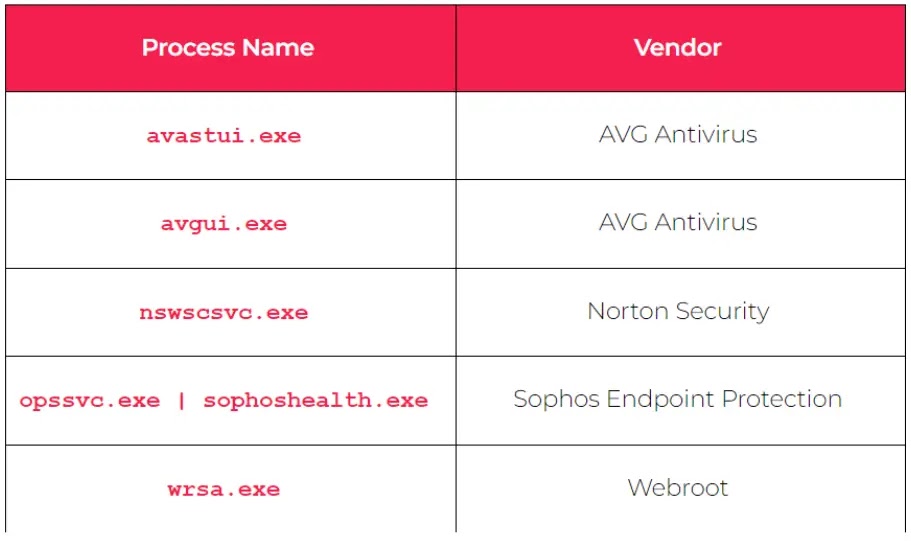 Process Name Vendor
avastui.exe AVG Antivirus
avgui.exe AVG Antivirus
nswscsvc.exe Norton Security
opssvc.exe | sophoshealth.exe Sophos Endpoint Protection
wrsa.exe Webroot